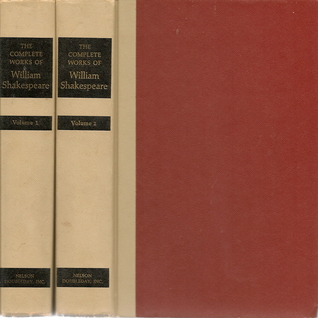 THE
COMPLETE
WORKS OF
William
Shakespeare
Volume 1
NELSON
DOUBLEDAY, INC.
THE
COMPLETE
WORKS OF
William
Shakespeare
Volume 2
NELSON
DOUBLEDAY, INC.